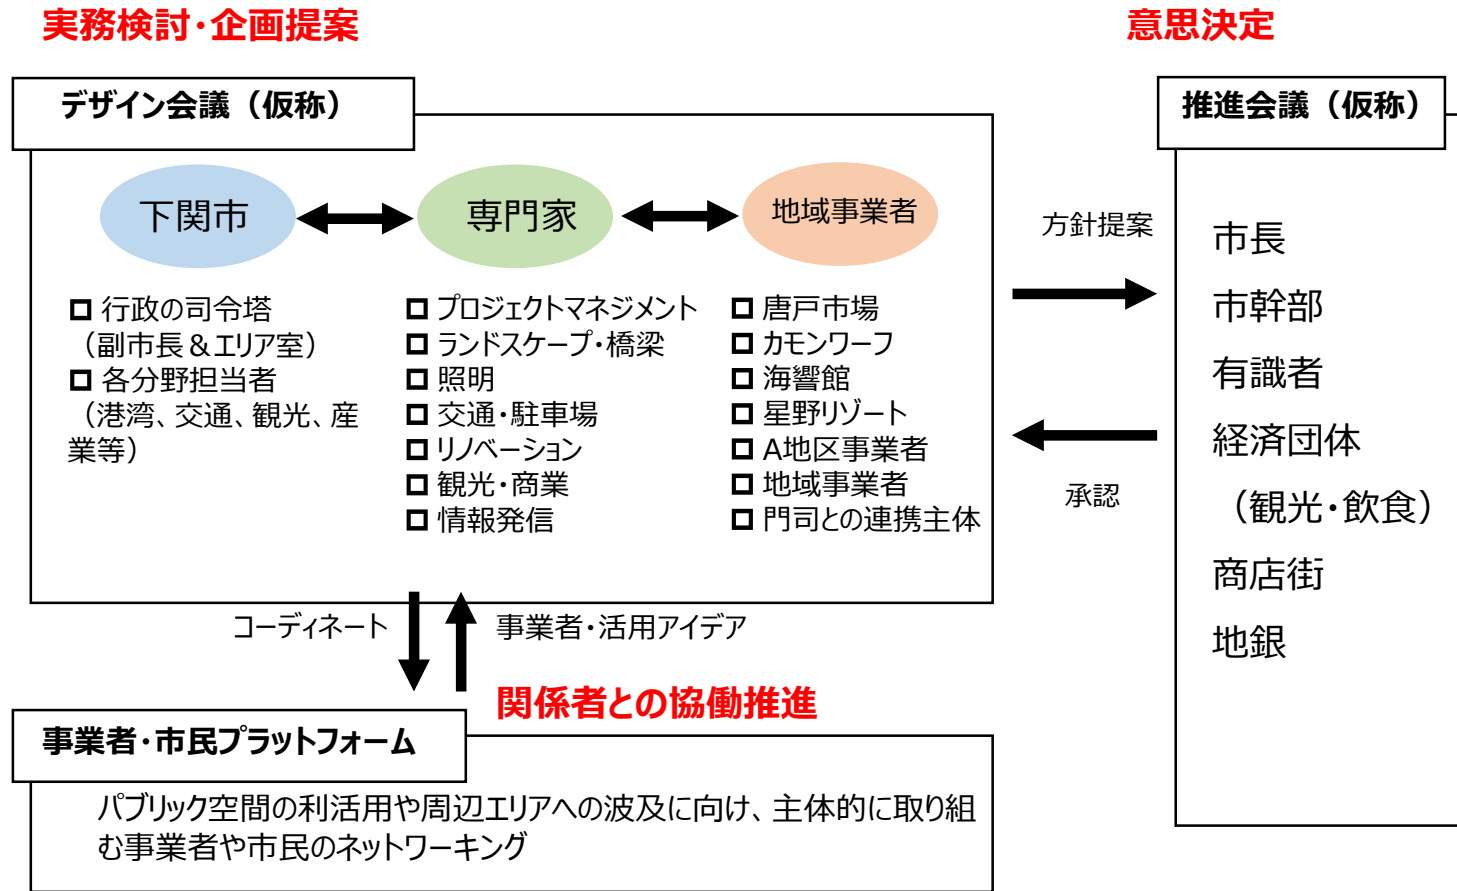 実務検討・企画提案
デザイン会議（仮称）
下関市
□ 行政の司令塔
（副市長＆エリア室）
□ 各分野担当者
（港湾、交通、観光、産
業等）
専門家
□ プロジェクトマネジメント
□ ランドスケープ・橋梁
□ 照明
□ 交通・駐車場
□ リノベーション
□ 観光・商業
□ 情報発信
地域事業者
□ 唐戸市場
□ カモンワーフ
□ 海響館
□ 星野リゾート
□ A地区事業者
□ 地域事業者
□ 門司との連携主体
方針提案
承認
意思決定
推進会議（仮称）
市長
市幹部
有識者
経済団体
（観光・飲食）
商店街
地銀
コーディネート
事業者・活用アイデア
関係者との協働推進
事業者・市民プラットフォーム
パブリック空間の利活用や周辺エリアへの波及に向け、主体的に取り組
む事業者や市民のネットワーキング